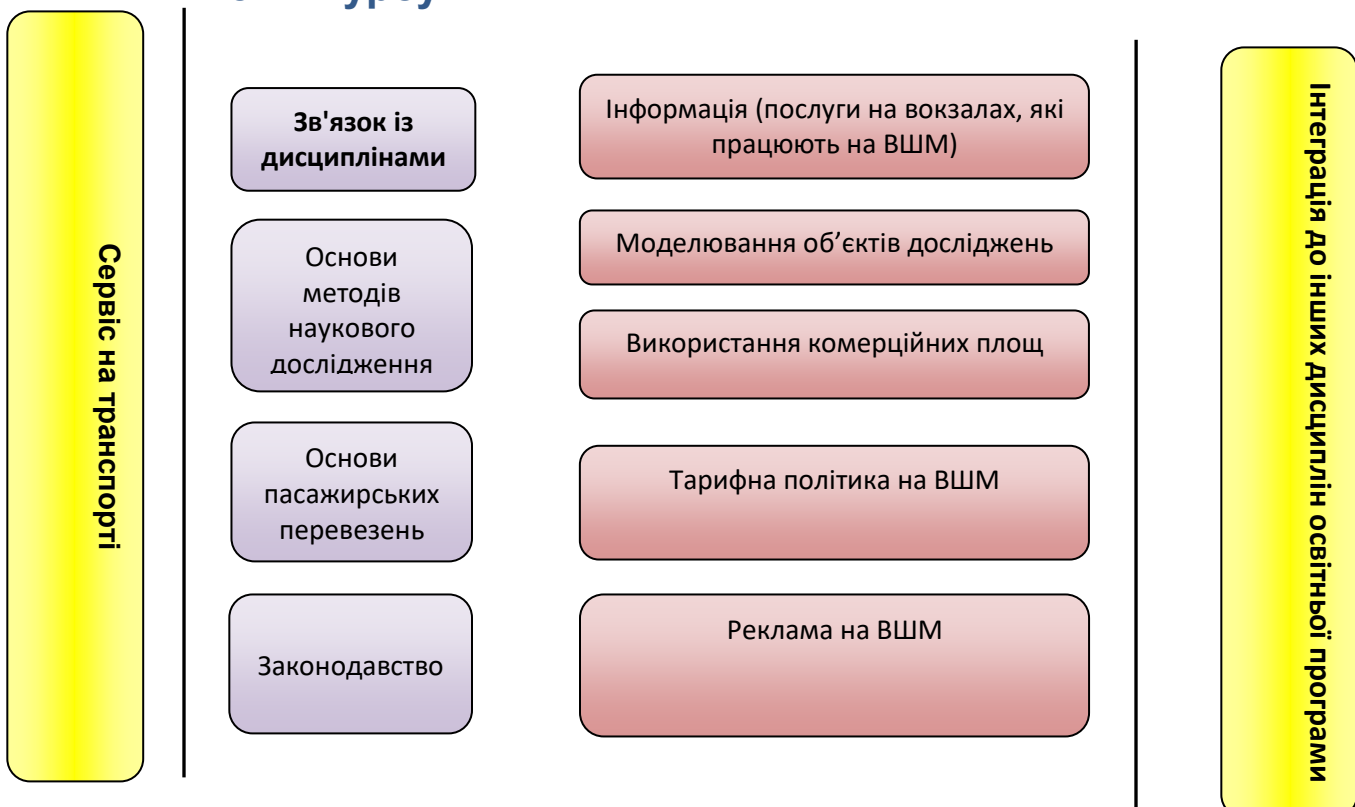 Сервіс на транспорті
Зв'язок із
дисциплінами
Основи
методів
наукового
дослідження
Основи
пасажирських
перевезень
Законодавство
Інформація (послуги на вокзалах, які
працюють на ВШМ)
Моделювання об’єктів досліджень
Використання комерційних площ
Тарифна політика на ВШМ
Реклама на ВШМ
Інтеграція до інших дисциплін освітньої програми